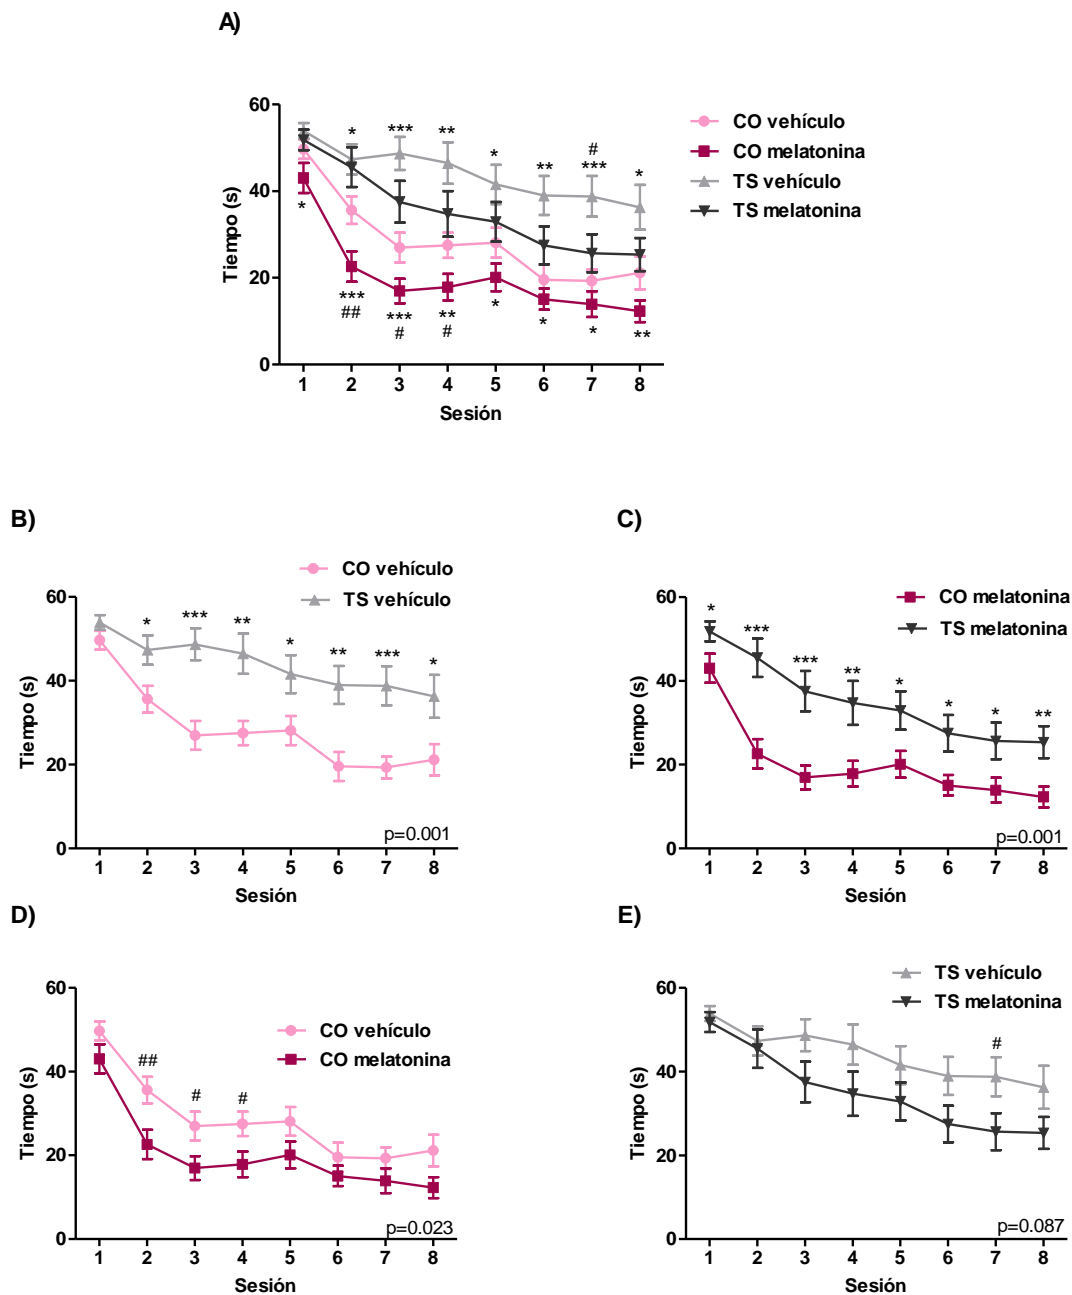 A)
CO vehículo
CO melatonina
TS vehículo
TS melatonina
Tiempo (s)
60
40
20
0
* *** ** * ** # *** *
* *** ## *** # ** # * * * **
1 2 3 4 5 6 7 8
Sesión
B)
CO vehículo
TS vehículo
Tiempo (s)
60
40
20
0
* *** ** * ** *** *
p=0.001
1 2 3 4 5 6 7 8
Sesión
C)
CO melatonina
TS melatonina
Tiempo (s)
60
40
20
0
* *** *** ** * * * **
p=0.001
1 2 3 4 5 6 7 8
Sesión
D)
CO vehículo
CO melatonina
Tiempo (s)
60
40
20
0
## # #
p=0.023
1 2 3 4 5 6 7 8
Sesión
E)
TS vehículo
TS melatonina
Tiempo (s)
60
40
20
0
#
p=0.087
1 2 3 4 5 6 7 8
Sesión